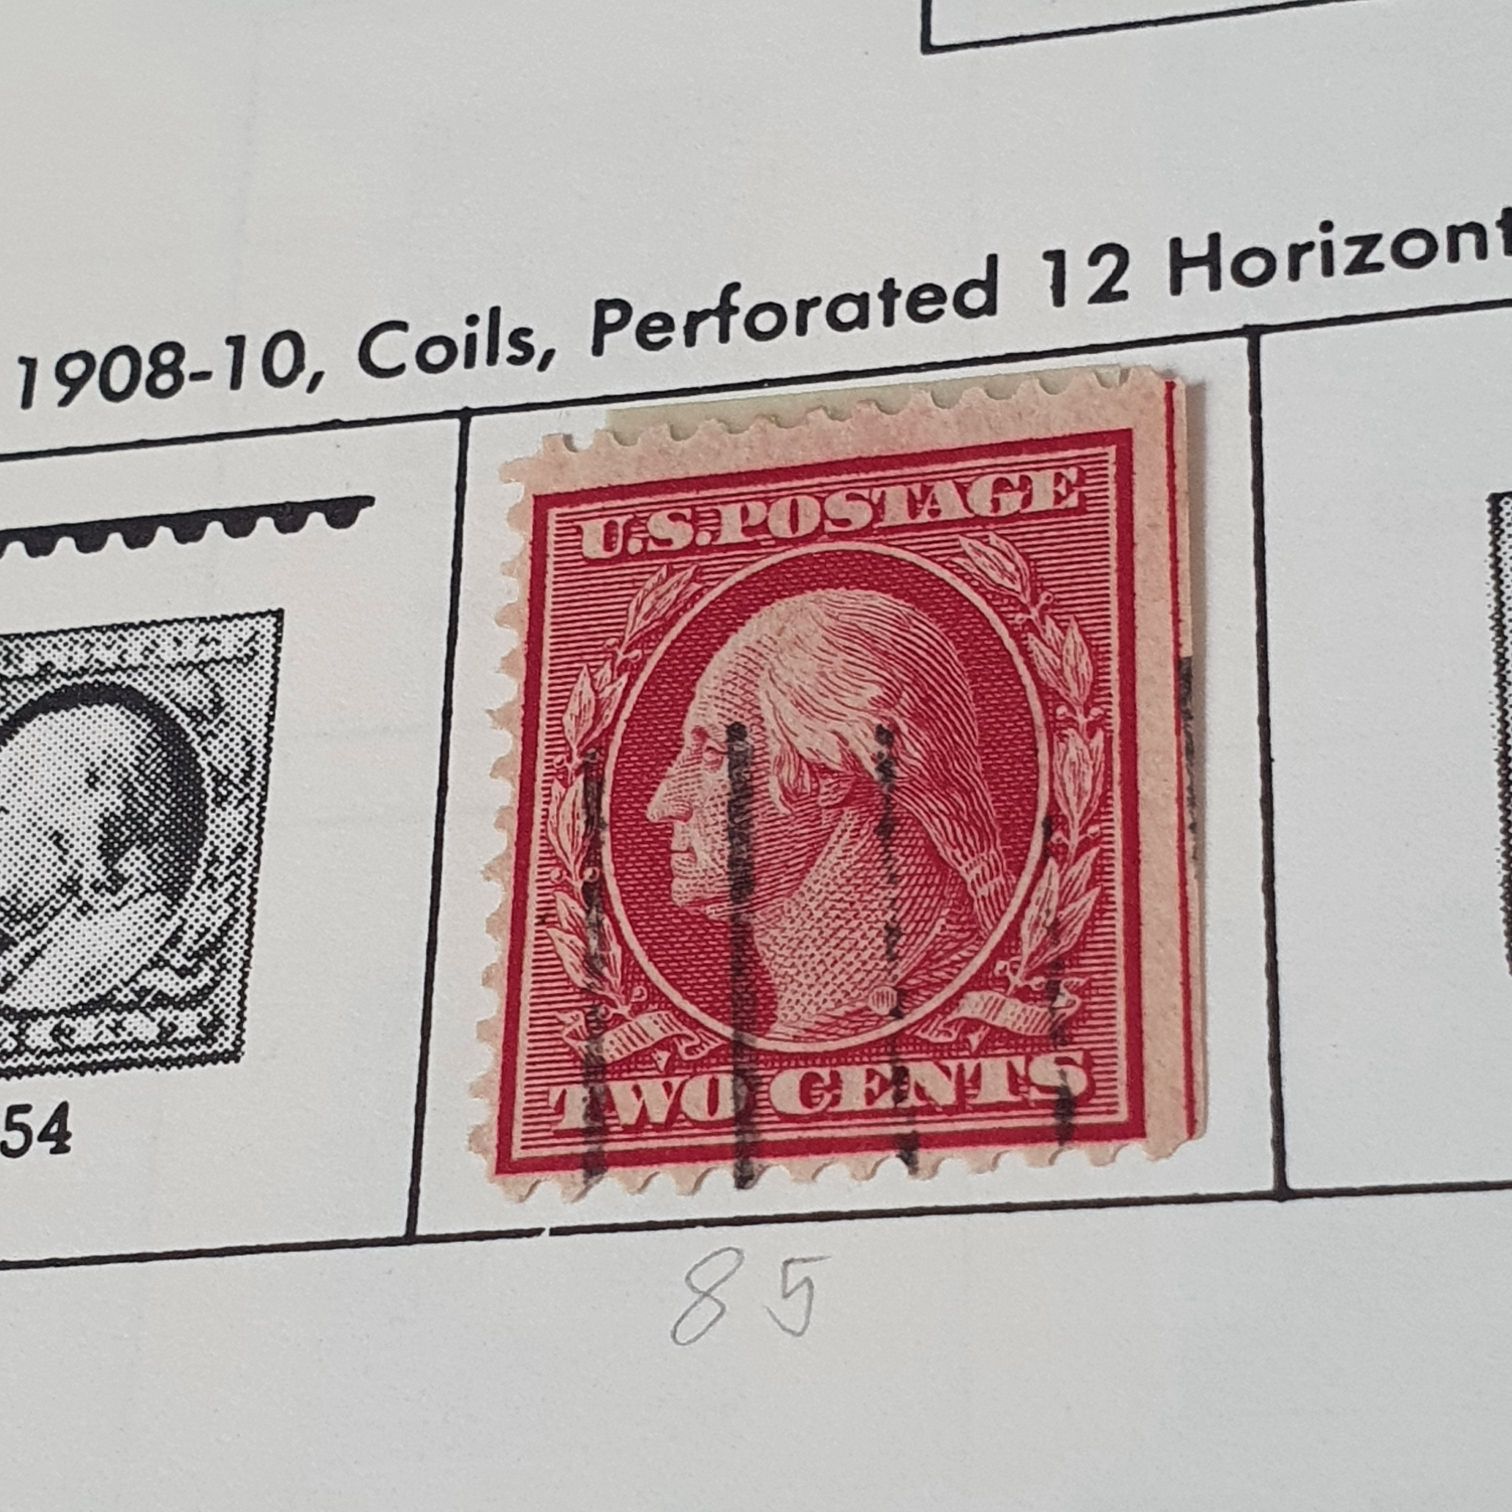 1908-10, Coils, Perforated 12 Horizont
U.S.POSTAGE
TWO CENTS
54
85